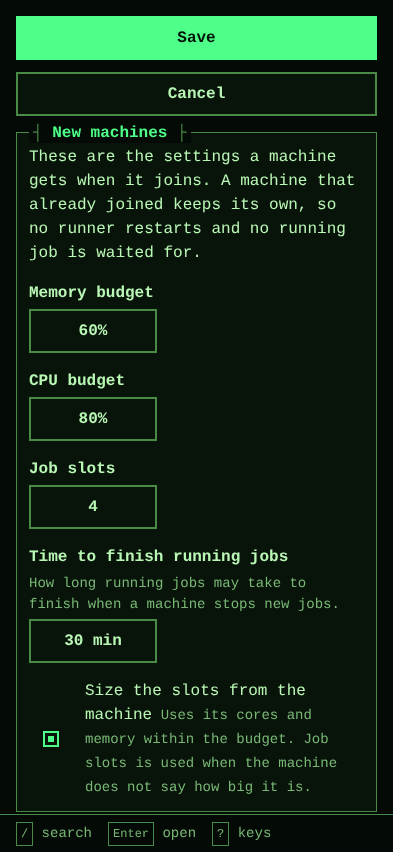 Save
Cancel
New machines
These are the settings a machine
gets when it joins. A machine that
already joined keeps its own, so
no runner restarts and no running
job is waited for.
Memory budget
60%
CPU budget
80%
Job slots
4
Time to finish running jobs
How long running jobs may take to
finish when a machine stops new jobs.
30 min
Size the slots from the
machine Uses its cores and
memory within the budget. Job
slots is used when the machine
does not say how big it is.
/ search Enter open ? keys